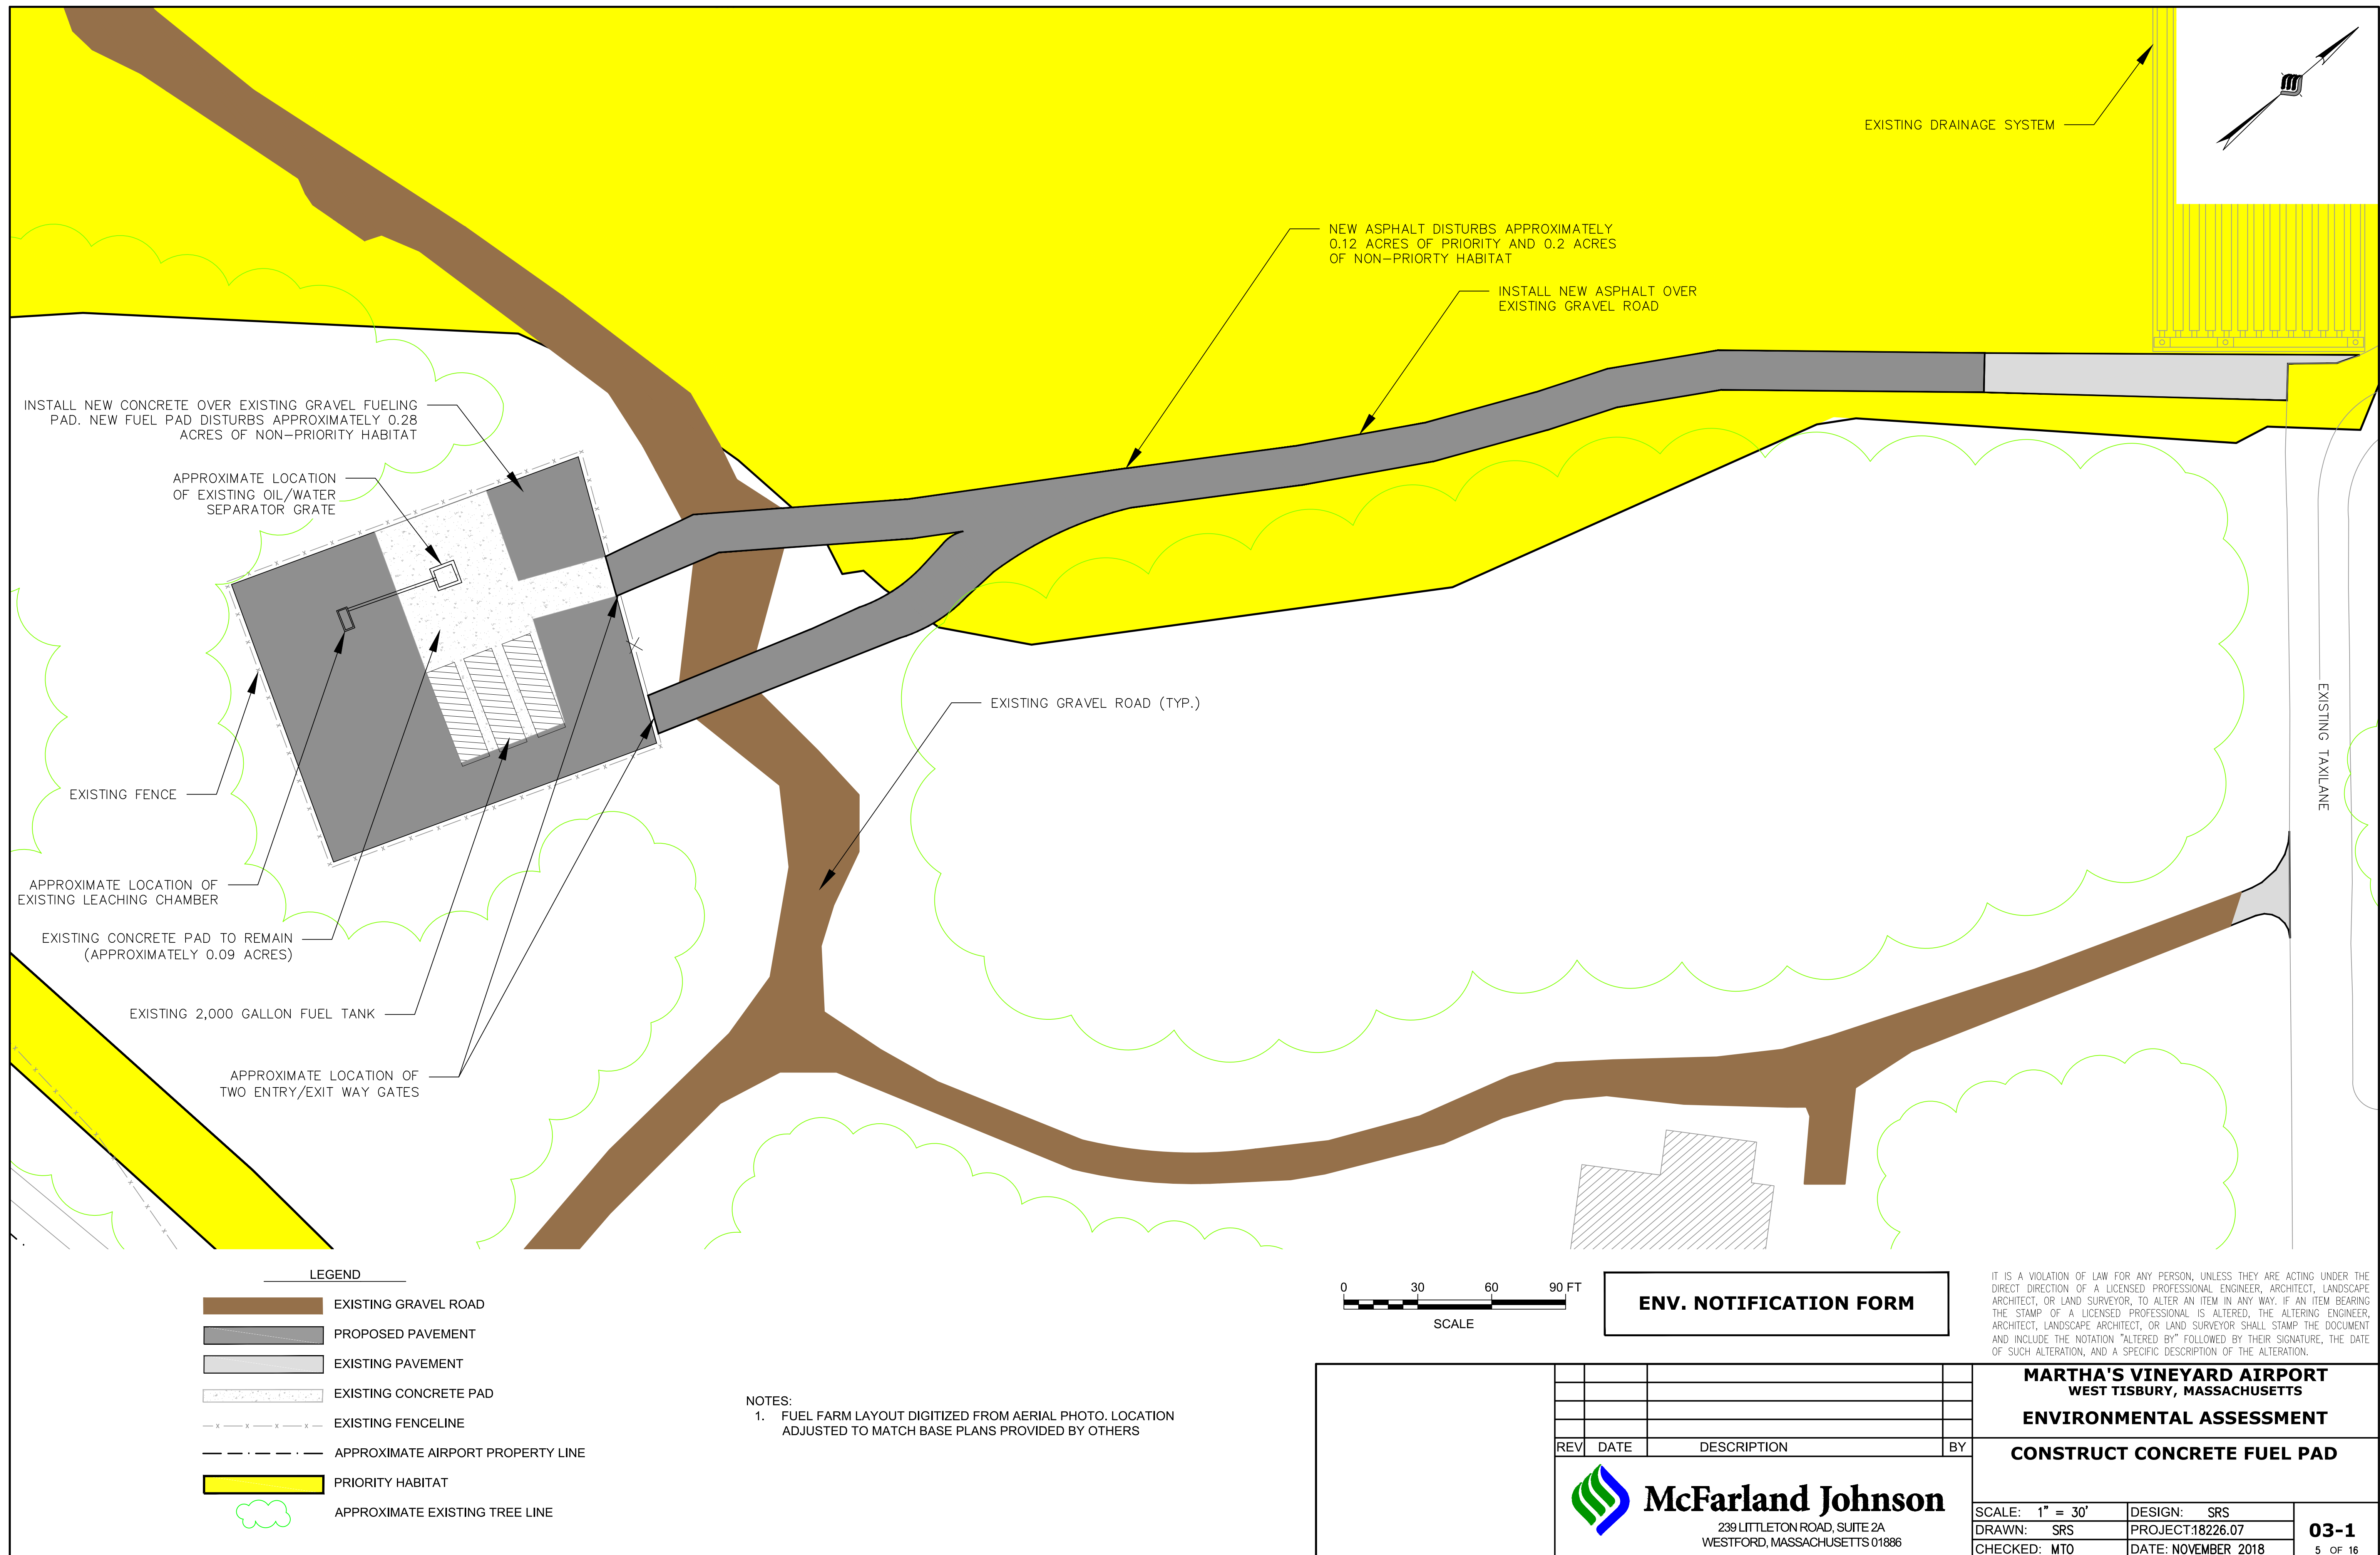 EXISTING DRAINAGE SYSTEM
NEW ASPHALT DISTURBS APPROXIMATELY
0.12 ACRES OF PRIORITY AND 0.2 ACRES
OF NON-PRIORTY HABITAT
INSTALL NEW ASPHALT OVER
EXISTING GRAVEL ROAD
INSTALL NEW CONCRETE OVER EXISTING GRAVEL FUELING
PAD. NEW FUEL PAD DISTURBS APPROXIMATELY 0.28
ACRES OF NON-PRIORITY HABITAT
APPROXIMATE LOCATION
OF EXISTING OIL/WATER
SEPARATOR GRATE
EXISTING GRAVEL ROAD (TYP.)
EXISTING TAXILANE
EXISTING FENCE
APPROXIMATE LOCATION OF
EXISTING LEACHING CHAMBER
EXISTING CONCRETE PAD TO REMAIN
(APPROXIMATELY 0.09 ACRES)
EXISTING 2,000 GALLON FUEL TANK
APPROXIMATE LOCATION OF
TWO ENTRY/EXIT WAY GATES
LEGEND
EXISTING GRAVEL ROAD
PROPOSED PAVEMENT
EXISTING PAVEMENT
EXISTING CONCRETE PAD
EXISTING FENCELINE
APPROXIMATE AIRPORT PROPERTY LINE
PRIORITY HABITAT
APPROXIMATE EXISTING TREE LINE
NOTES:
1. FUEL FARM LAYOUT DIGITIZED FROM AERIAL PHOTO. LOCATION
ADJUSTED TO MATCH BASE PLANS PROVIDED BY OTHERS
0 30 60 90 FT
SCALE
ENV. NOTIFICATION FORM
IT IS A VIOLATION OF LAW FOR ANY PERSON, UNLESS THEY ARE ACTING UNDER THE
DIRECT DIRECTION OF A LICENSED PROFESSIONAL ENGINEER, ARCHITECT, LANDSCAPE
ARCHITECT, OR LAND SURVEYOR, TO ALTER AN ITEM IN ANY WAY. IF AN ITEM BEARING
THE STAMP OF A LICENSED PROFESSIONAL IS ALTERED, THE ALTERING ENGINEER,
ARCHITECT, LANDSCAPE ARCHITECT, OR LAND SURVEYOR SHALL STAMP THE DOCUMENT
AND INCLUDE THE NOTATION "ALTERED BY" FOLLOWED BY THEIR SIGNATURE, THE DATE
OF SUCH ALTERATION, AND A SPECIFIC DESCRIPTION OF THE ALTERATION.
REV DATE DESCRIPTION BY
McFarland Johnson
239 LITTLETON ROAD, SUITE 2A
WESTFORD, MASSACHUSETTS 01886
MARTHA'S VINEYARD AIRPORT
WEST TISBURY, MASSACHUSETTS
ENVIRONMENTAL ASSESSMENT
CONSTRUCT CONCRETE FUEL PAD
SCALE: 1" = 30' DESIGN: SRS
DRAWN: SRS PROJECT:18226.07
CHECKED: MTO DATE: NOVEMBER 2018
03-1
5 OF 16